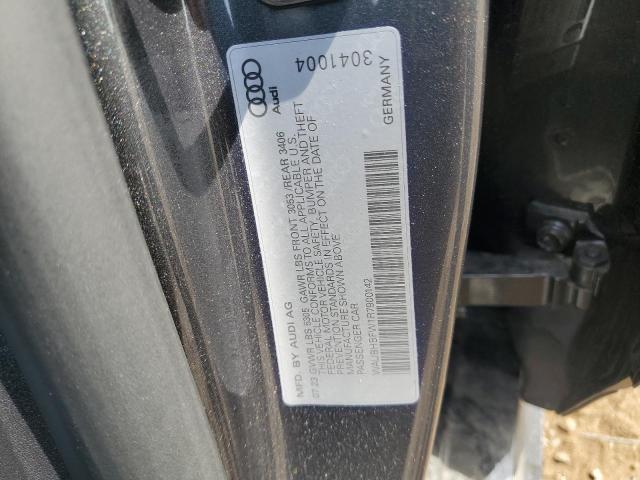 Audi
3041004
GERMANY
MFD. BY AUDI AG
07 23 GVWR LBS 6305 GAWR LBS FRONT 3053 / REAR 3406
THIS VEHICLE CONFORMS TO ALL APPLICABLE U.S.
FEDERAL MOTOR VEHICLE SAFETY, BUMPER AND THEFT
PREVENTION STANDARDS IN EFFECT ON THE DATE OF
MANUFACTURE SHOWN ABOVE
PASSENGER CAR